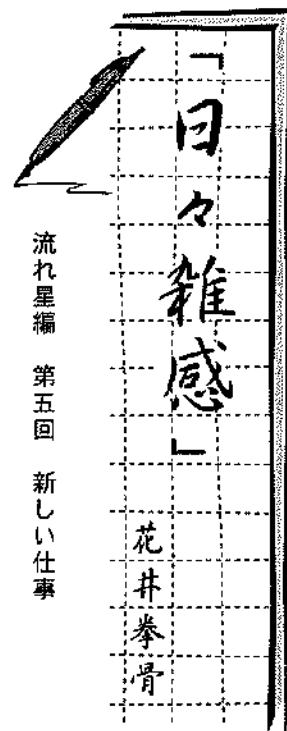 「日々雑感」
花井拳骨
流れ星編　第五回　新しい仕事